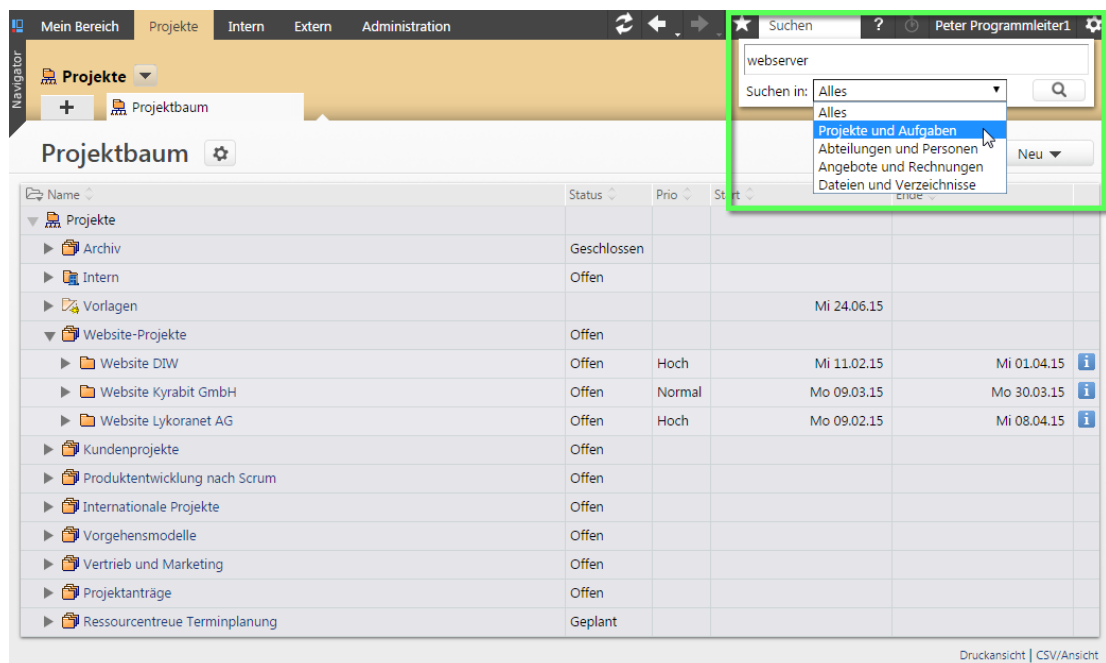 Mein Bereich Projekte Intern Extern Administration Suchen ? Peter Programmleiter1
Navigator
Projekte
webserver
+ Projektbaum
Suchen in: Alles
Alles
Projekte und Aufgaben
Abteilungen und Personen
Angebote und Rechnungen
Dateien und Verzeichnisse
Projektbaum
Neu
Name Status Prio Start Ende
Projekte
Archiv Geschlossen
Intern Offen
Vorlagen Mi 24.06.15
Website-Projekte Offen
Website DIW Offen Hoch Mi 11.02.15 Mi 01.04.15
Website Kyrabit GmbH Offen Normal Mo 09.03.15 Mo 30.03.15
Website Lykoranet AG Offen Hoch Mo 09.02.15 Mi 08.04.15
Kundenprojekte Offen
Produktentwicklung nach Scrum Offen
Internationale Projekte Offen
Vorgehensmodelle Offen
Vertrieb und Marketing Offen
Projektanträge Offen
Ressourcentreue Terminplanung Geplant
Druckansicht | CSV/Ansicht